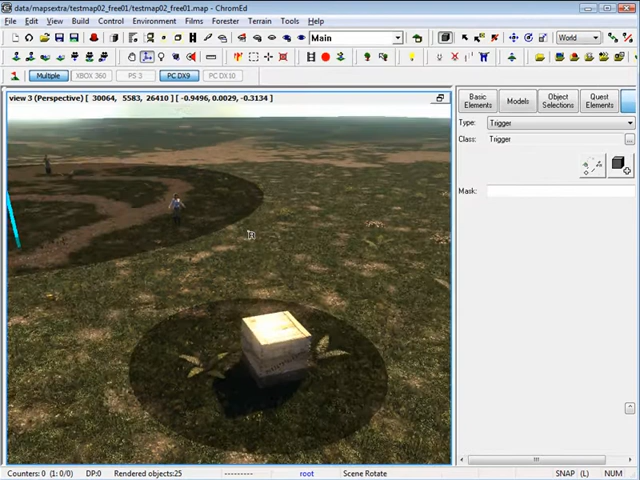 data/mapsextra/testmap02_free01/testmap02_free01.map - ChromEd
File Edit View Build Control Environment Films Forester Terrain Tools Help
Main World
Multiple XBOX 360 PS 3 PC DX9 PC DX10
view 3 (Perspective) [ 30064, 5583, 26410 ] [ -0.9496, 0.0029, -0.3134 ]
Basic Elements Models Object Selections Quest Elements
Type: Trigger
Class: Trigger ...
Mask:
Counters: 0 (1: 0/0) DP:0 Rendered objects:25 --------- root Scene Rotate SNAP (L) NUM